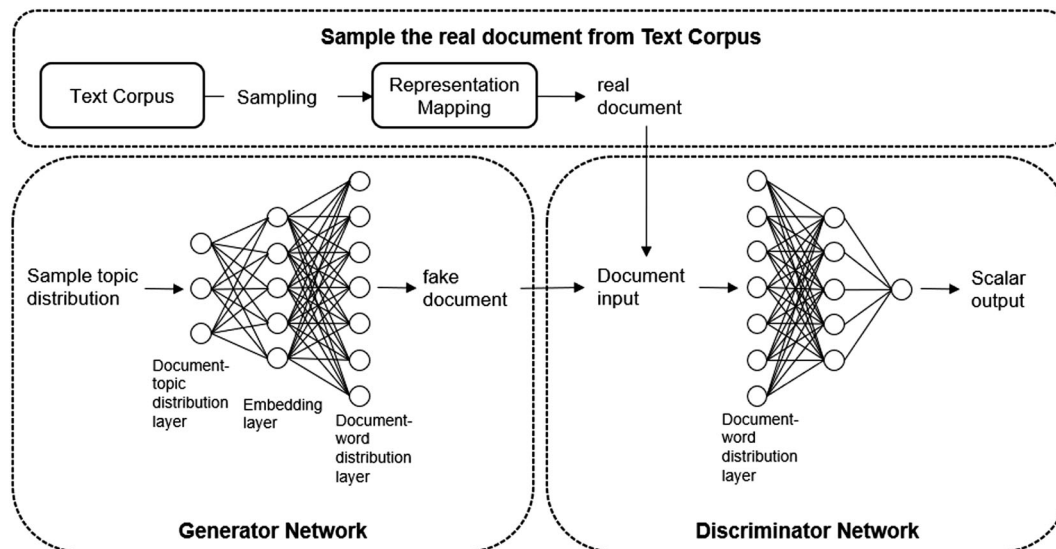 Sample the real document from Text Corpus
Text Corpus
Sampling
Representation
Mapping
real
document
Sample topic
distribution
Document-
topic
distribution
layer
Embedding
layer
Document-
word
distribution
layer
fake
document
Generator Network
Document
input
Document-
word
distribution
layer
Scalar
output
Discriminator Network